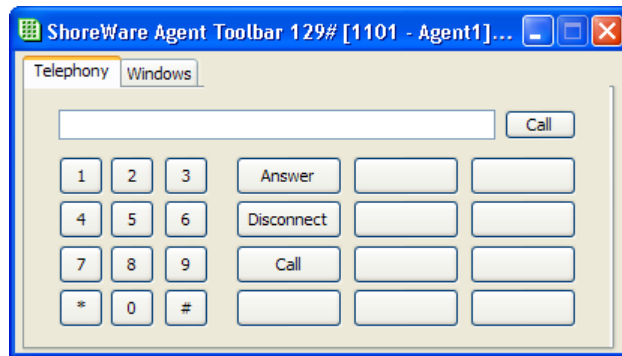 ShoreWare Agent Toolbar 129# [1101 - Agent1]...
Telephony Windows
Call
1 2 3 Answer
4 5 6 Disconnect
7 8 9 Call
* 0 #